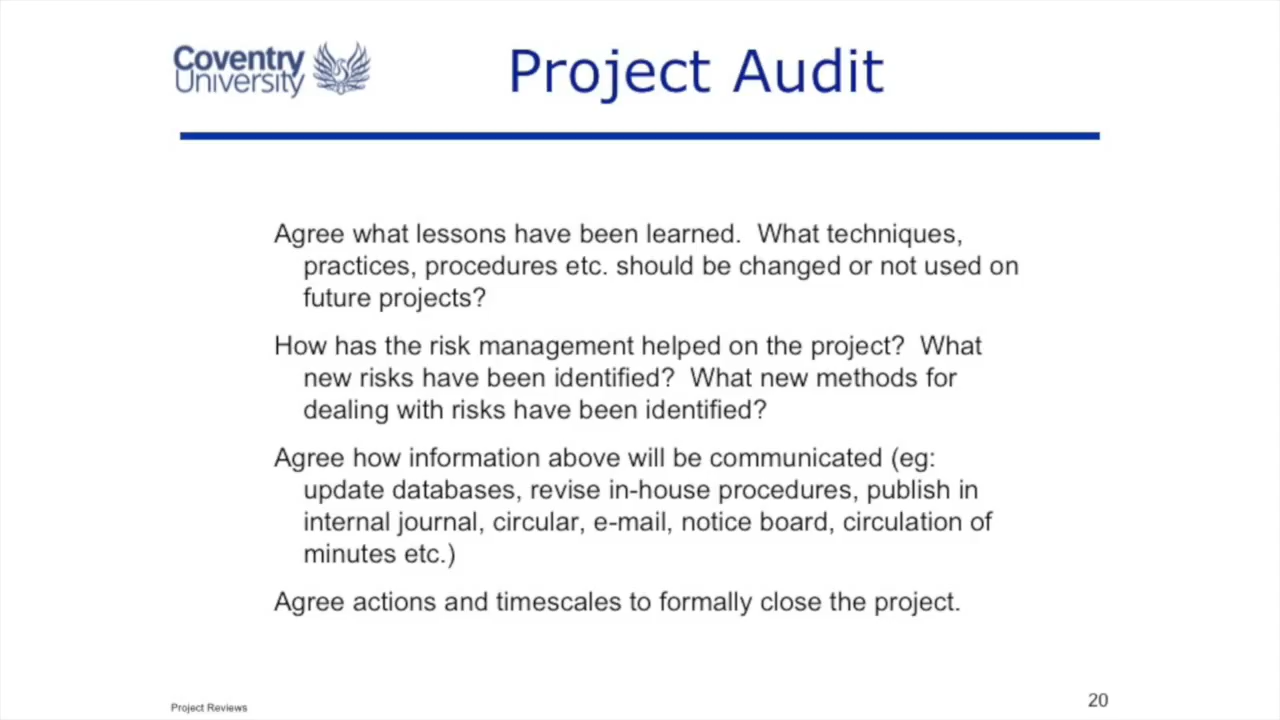 Coventry
University
Project Audit
Agree what lessons have been learned.  What techniques,
practices, procedures etc. should be changed or not used on
future projects?
How has the risk management helped on the project?  What
new risks have been identified?  What new methods for
dealing with risks have been identified?
Agree how information above will be communicated (eg:
update databases, revise in-house procedures, publish in
internal journal, circular, e-mail, notice board, circulation of
minutes etc.)
Agree actions and timescales to formally close the project.
Project Reviews
20